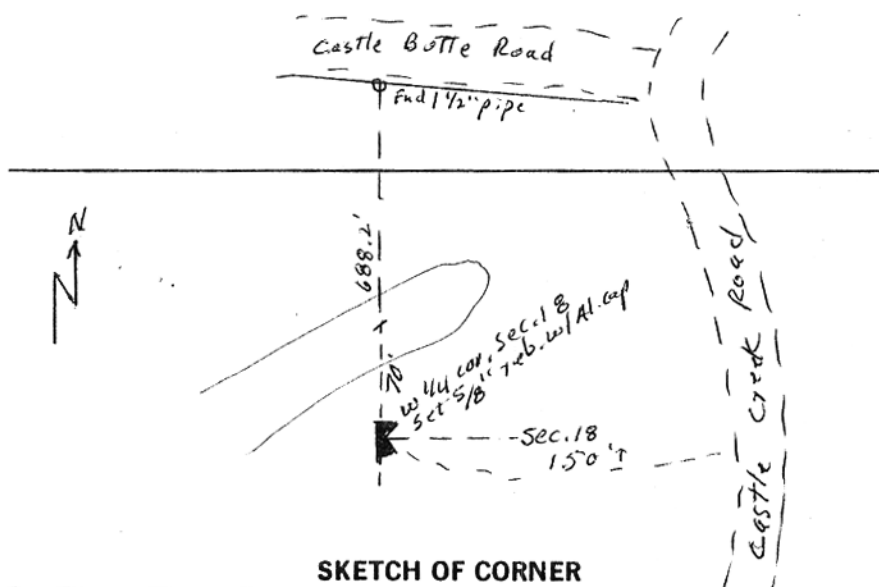 Castle Butte Road
Fnd 1 1/2" pipe
N
688.2'
70'
W 1/4 cor. Sec. 18
Set 5/8" reb. w/ Al. cap
Sec. 18
150'±
Castle Creek Road
SKETCH OF CORNER